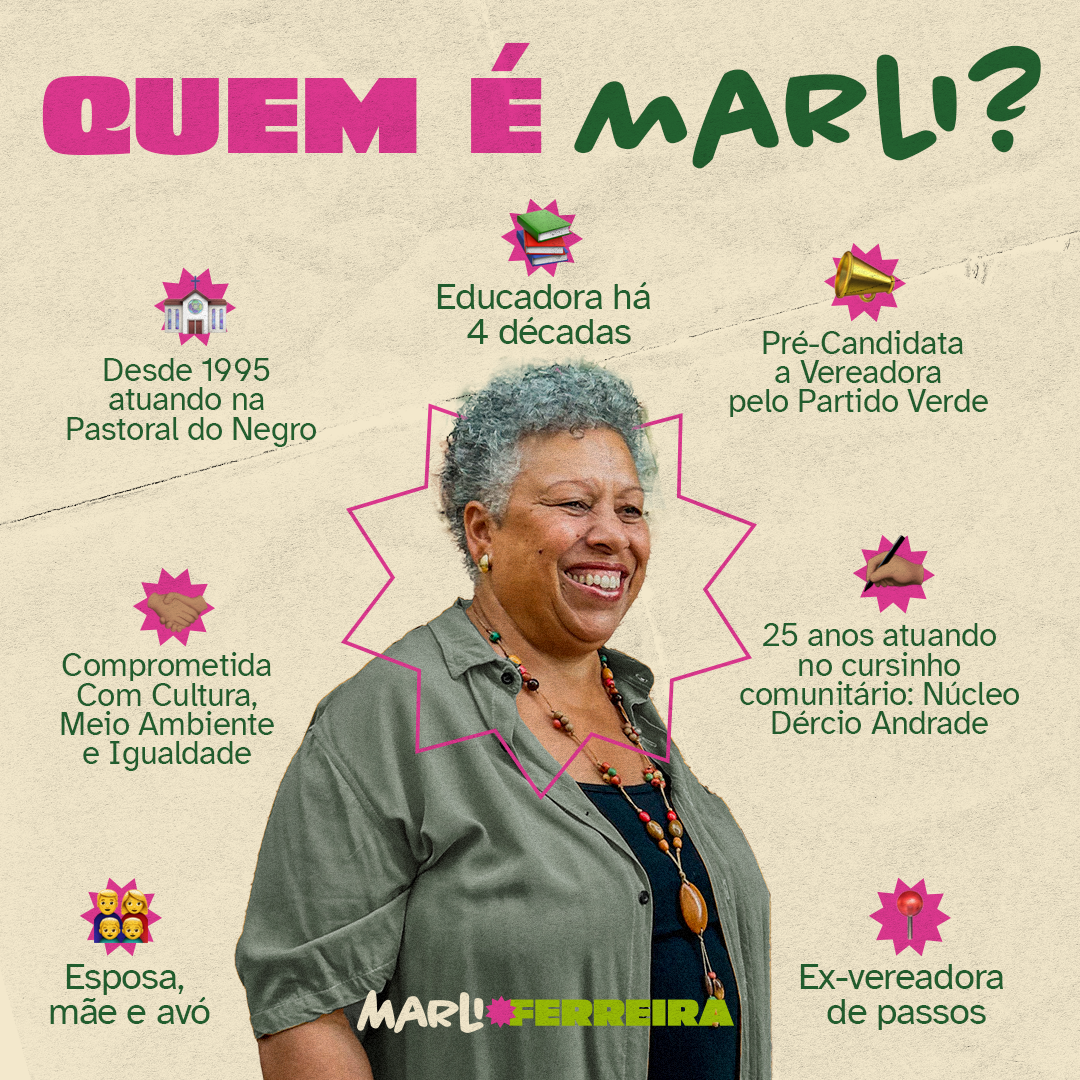 QUEM É MARLI?
Educadora há
4 décadas
Desde 1995
atuando na
Pastoral do Negro
Pré-Candidata
a Vereadora
pelo Partido Verde
Comprometida
Com Cultura,
Meio Ambiente
e Igualdade
25 anos atuando
no cursinho
comunitário: Núcleo
Dércio Andrade
Esposa,
mãe e avó
Ex-vereadora
de passos
MARLI FERREIRA